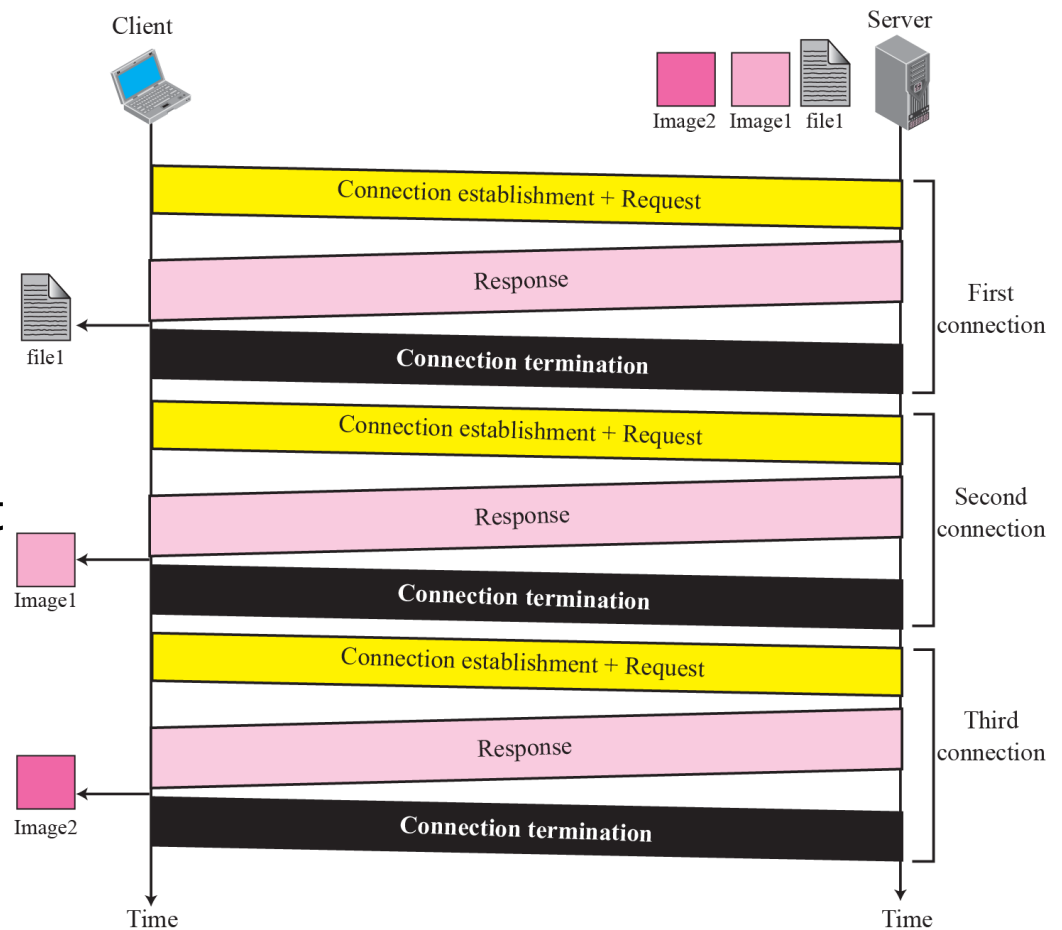 Client
Server
Image2
Image1
file1
Connection establishment + Request
Response
First
connection
file1
Connection termination
Connection establishment + Request
Response
Second
connection
Image1
Connection termination
Connection establishment + Request
Response
Third
connection
Image2
Connection termination
Time
Time